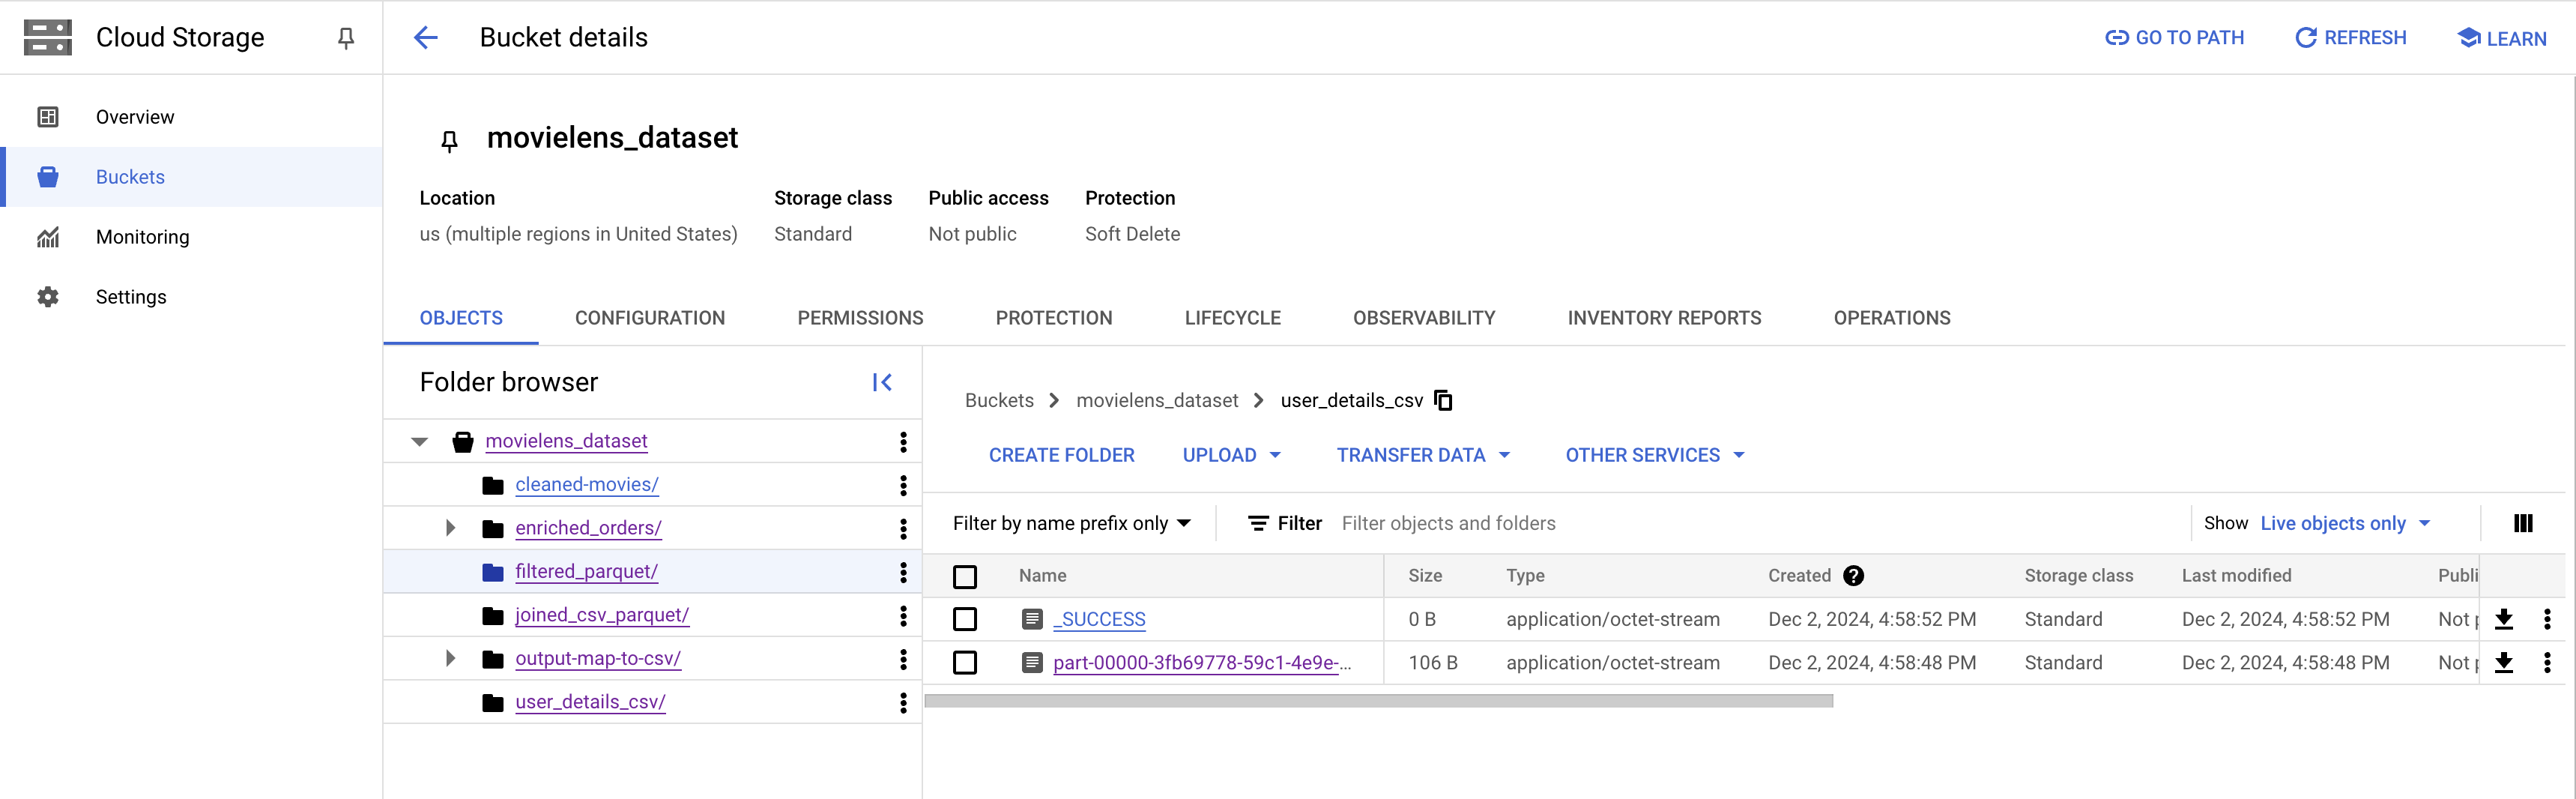 Cloud Storage
Bucket details
GO TO PATH
REFRESH
LEARN
Overview
Buckets
Monitoring
Settings
movielens_dataset
Location Storage class Public access Protection
us (multiple regions in United States) Standard Not public Soft Delete
OBJECTS CONFIGURATION PERMISSIONS PROTECTION LIFECYCLE OBSERVABILITY INVENTORY REPORTS OPERATIONS
Folder browser
movielens_dataset
cleaned-movies/
enriched_orders/
filtered_parquet/
joined_csv_parquet/
output-map-to-csv/
user_details_csv/
Buckets > movielens_dataset > user_details_csv
CREATE FOLDER UPLOAD TRANSFER DATA OTHER SERVICES
Filter by name prefix only Filter Filter objects and folders Show Live objects only
Name Size Type Created ? Storage class Last modified Publi
_SUCCESS 0 B application/octet-stream Dec 2, 2024, 4:58:52 PM Standard Dec 2, 2024, 4:58:52 PM Not p
part-00000-3fb69778-59c1-4e9e-... 106 B application/octet-stream Dec 2, 2024, 4:58:48 PM Standard Dec 2, 2024, 4:58:48 PM Not p